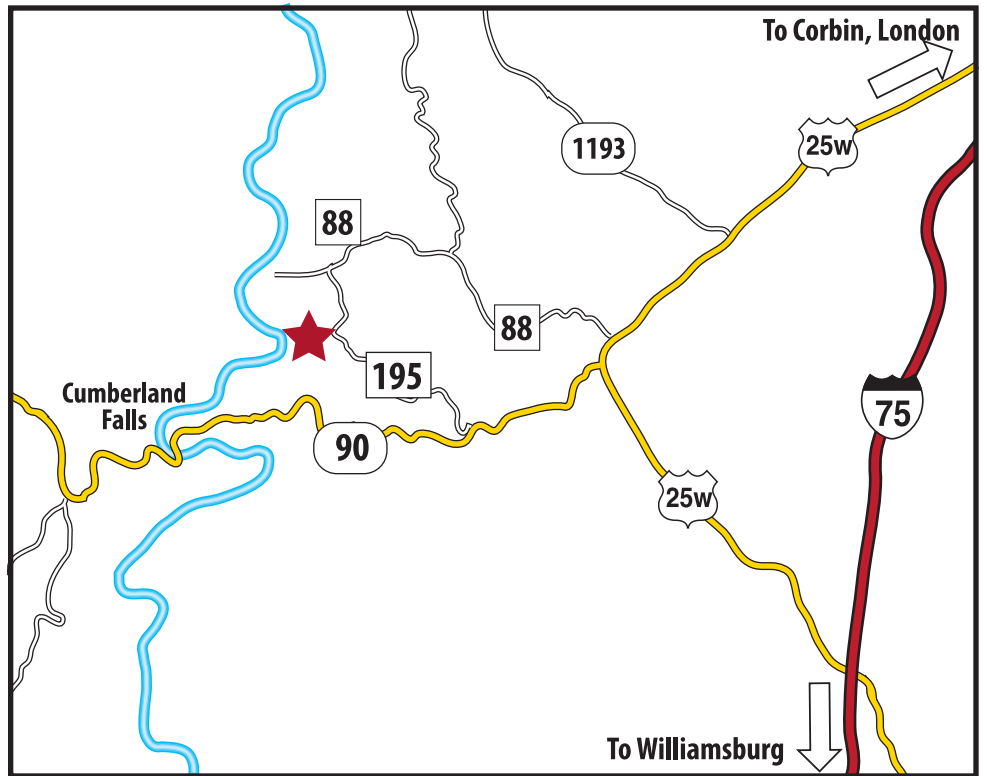 To Corbin, London
25w
1193
88
88
195
Cumberland
Falls
75
90
25w
To Williamsburg